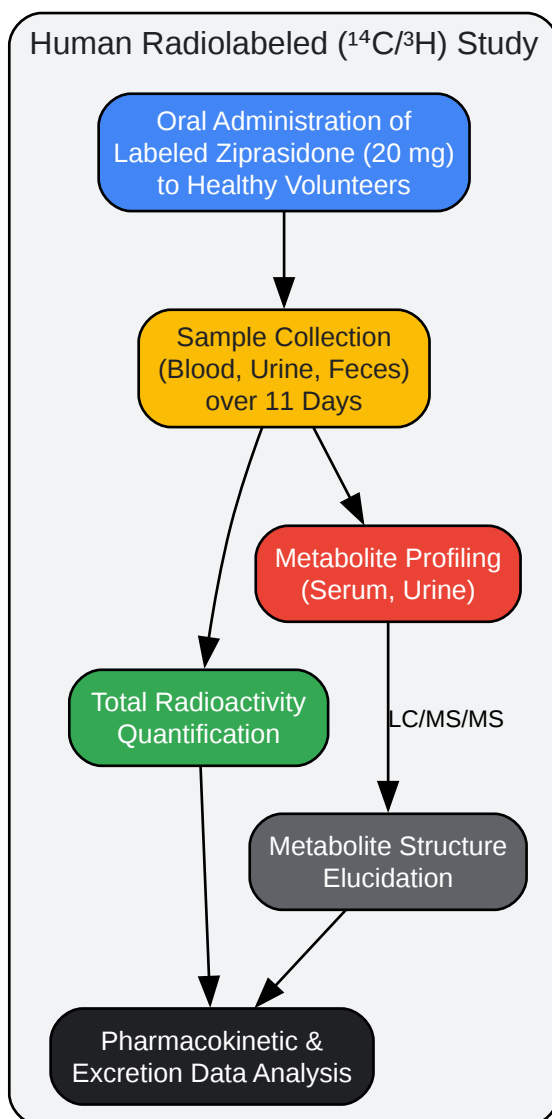 Human Radiolabeled (¹⁴C/³H) Study
Oral Administration of
Labeled Ziprasidone (20 mg)
to Healthy Volunteers
Sample Collection
(Blood, Urine, Feces)
over 11 Days
Metabolite Profiling
(Serum, Urine)
Total Radioactivity
Quantification
LC/MS/MS
Metabolite Structure
Elucidation
Pharmacokinetic &
Excretion Data Analysis